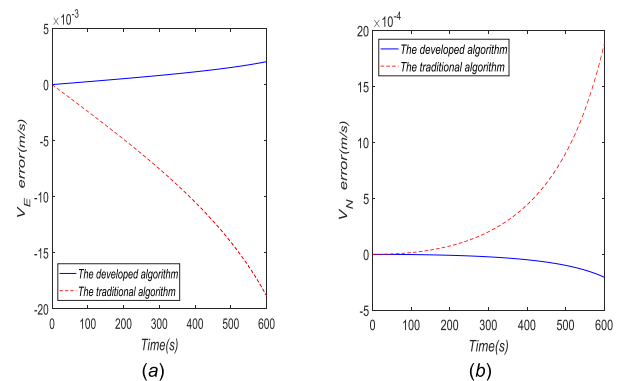 ×10-3
5
0
-5
-10
-15
-20
V E error(m/s)
The developed algorithm
The traditional algorithm
0 100 200 300 400 500 600
Time(s)
(a)
×10-4
20
15
10
5
0
-5
V N error(m/s)
The developed algorithm
The traditional algorithm
0 100 200 300 400 500 600
Time(s)
(b)